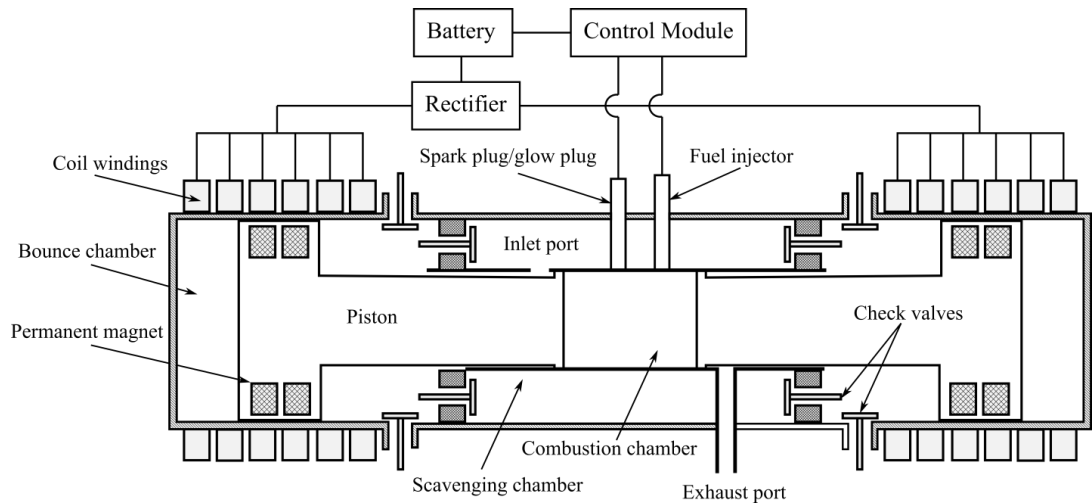 Battery
Control Module
Rectifier
Coil windings
Spark plug/glow plug
Fuel injector
Bounce chamber
Inlet port
Permanent magnet
Piston
Check valves
Combustion chamber
Scavenging chamber
Exhaust port